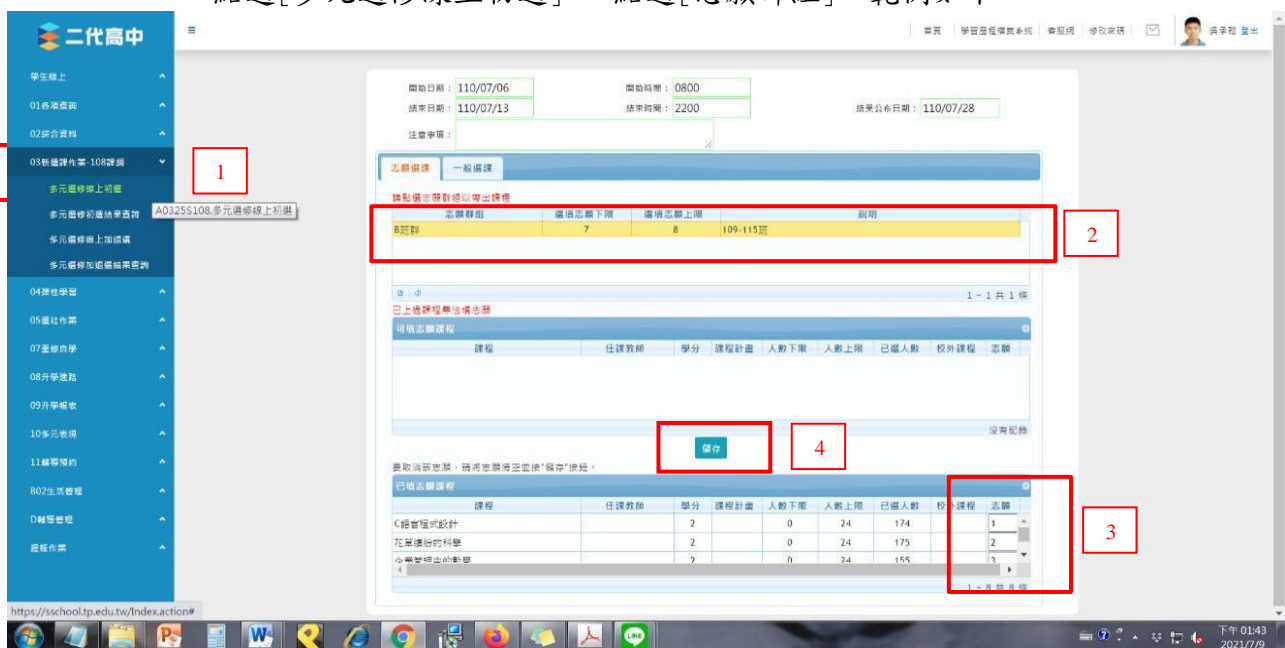 二代高中
首頁 學習歷程檔案系統 客服網 修改密碼 吳承聰 登出
學生線上
01各項查詢
02綜合資料
03新選課作業-108課綱
多元選修線上初選
多元選修初選結果查詢
A0325S108.多元選修線上初選
多元選修線上加退選
多元選修加退選結果查詢
04彈性學習
05選社作業
07重修自學
08升學進路
09升學報表
10多元表現
11輔導預約
B02生活管理
D輔導管理
提報作業
1
開始日期： 110/07/06 開始時間： 0800
結束日期： 110/07/13 結束時間： 2200 結果公布日期： 110/07/28
注意事項：
志願選課 一般選課
請點選志願群組以帶出課程
志願群組 選填志願下限 選填志願上限 說明
B班群 7 8 109-115班
2
1 - 1 共 1 條
已上過課程無法填志願
可填志願課程
課程 任課教師 學分 課程計畫 人數下限 人數上限 已選人數 校外課程 志願
沒有記錄
儲存
4
要取消該志願，請將志願清空並按"儲存"按鈕。
已填志願課程
課程 任課教師 學分 課程計畫 人數下限 人數上限 已選人數 校外課程 志願
C語言程式設計 2 0 24 174 1
花草繽紛的科學 2 0 24 175 2
2 0 24 155 3
3
1 - 8 共 8 條
https://sschool.tp.edu.tw/Index.action#
下午 01:43
2021/7/9